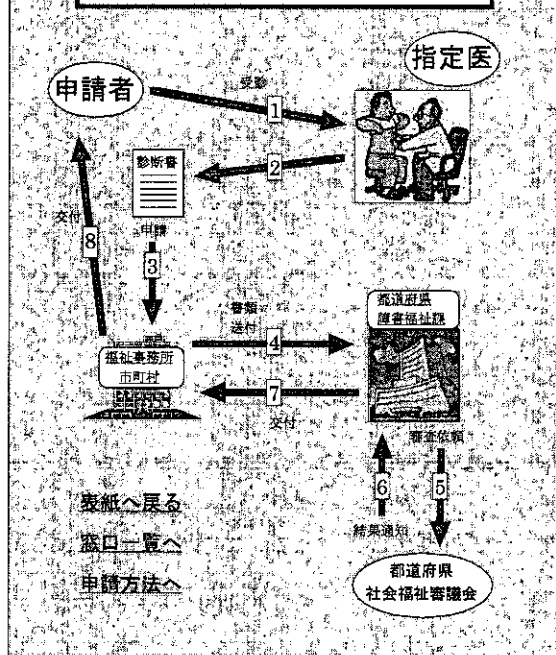 申請者
指定医
受診
1
2
診断書
申請
3
交付
8
書類
送付
4
都道府県
障害福祉課
福祉事務所
市町村
7
交付
審査依頼
6
5
結果通知
表紙へ戻る
窓口一覧へ
申請方法へ
都道府県
社会福祉審議会